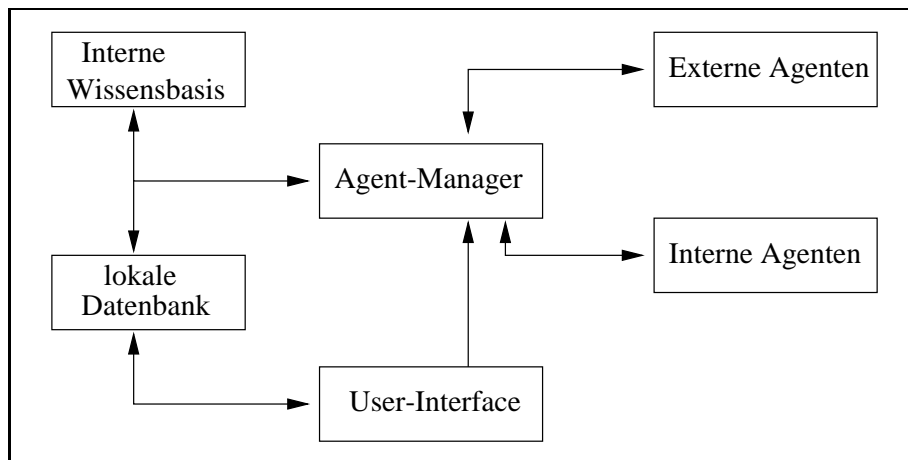 Interne
Wissensbasis
Externe Agenten
Agent-Manager
Interne Agenten
lokale
Datenbank
User-Interface